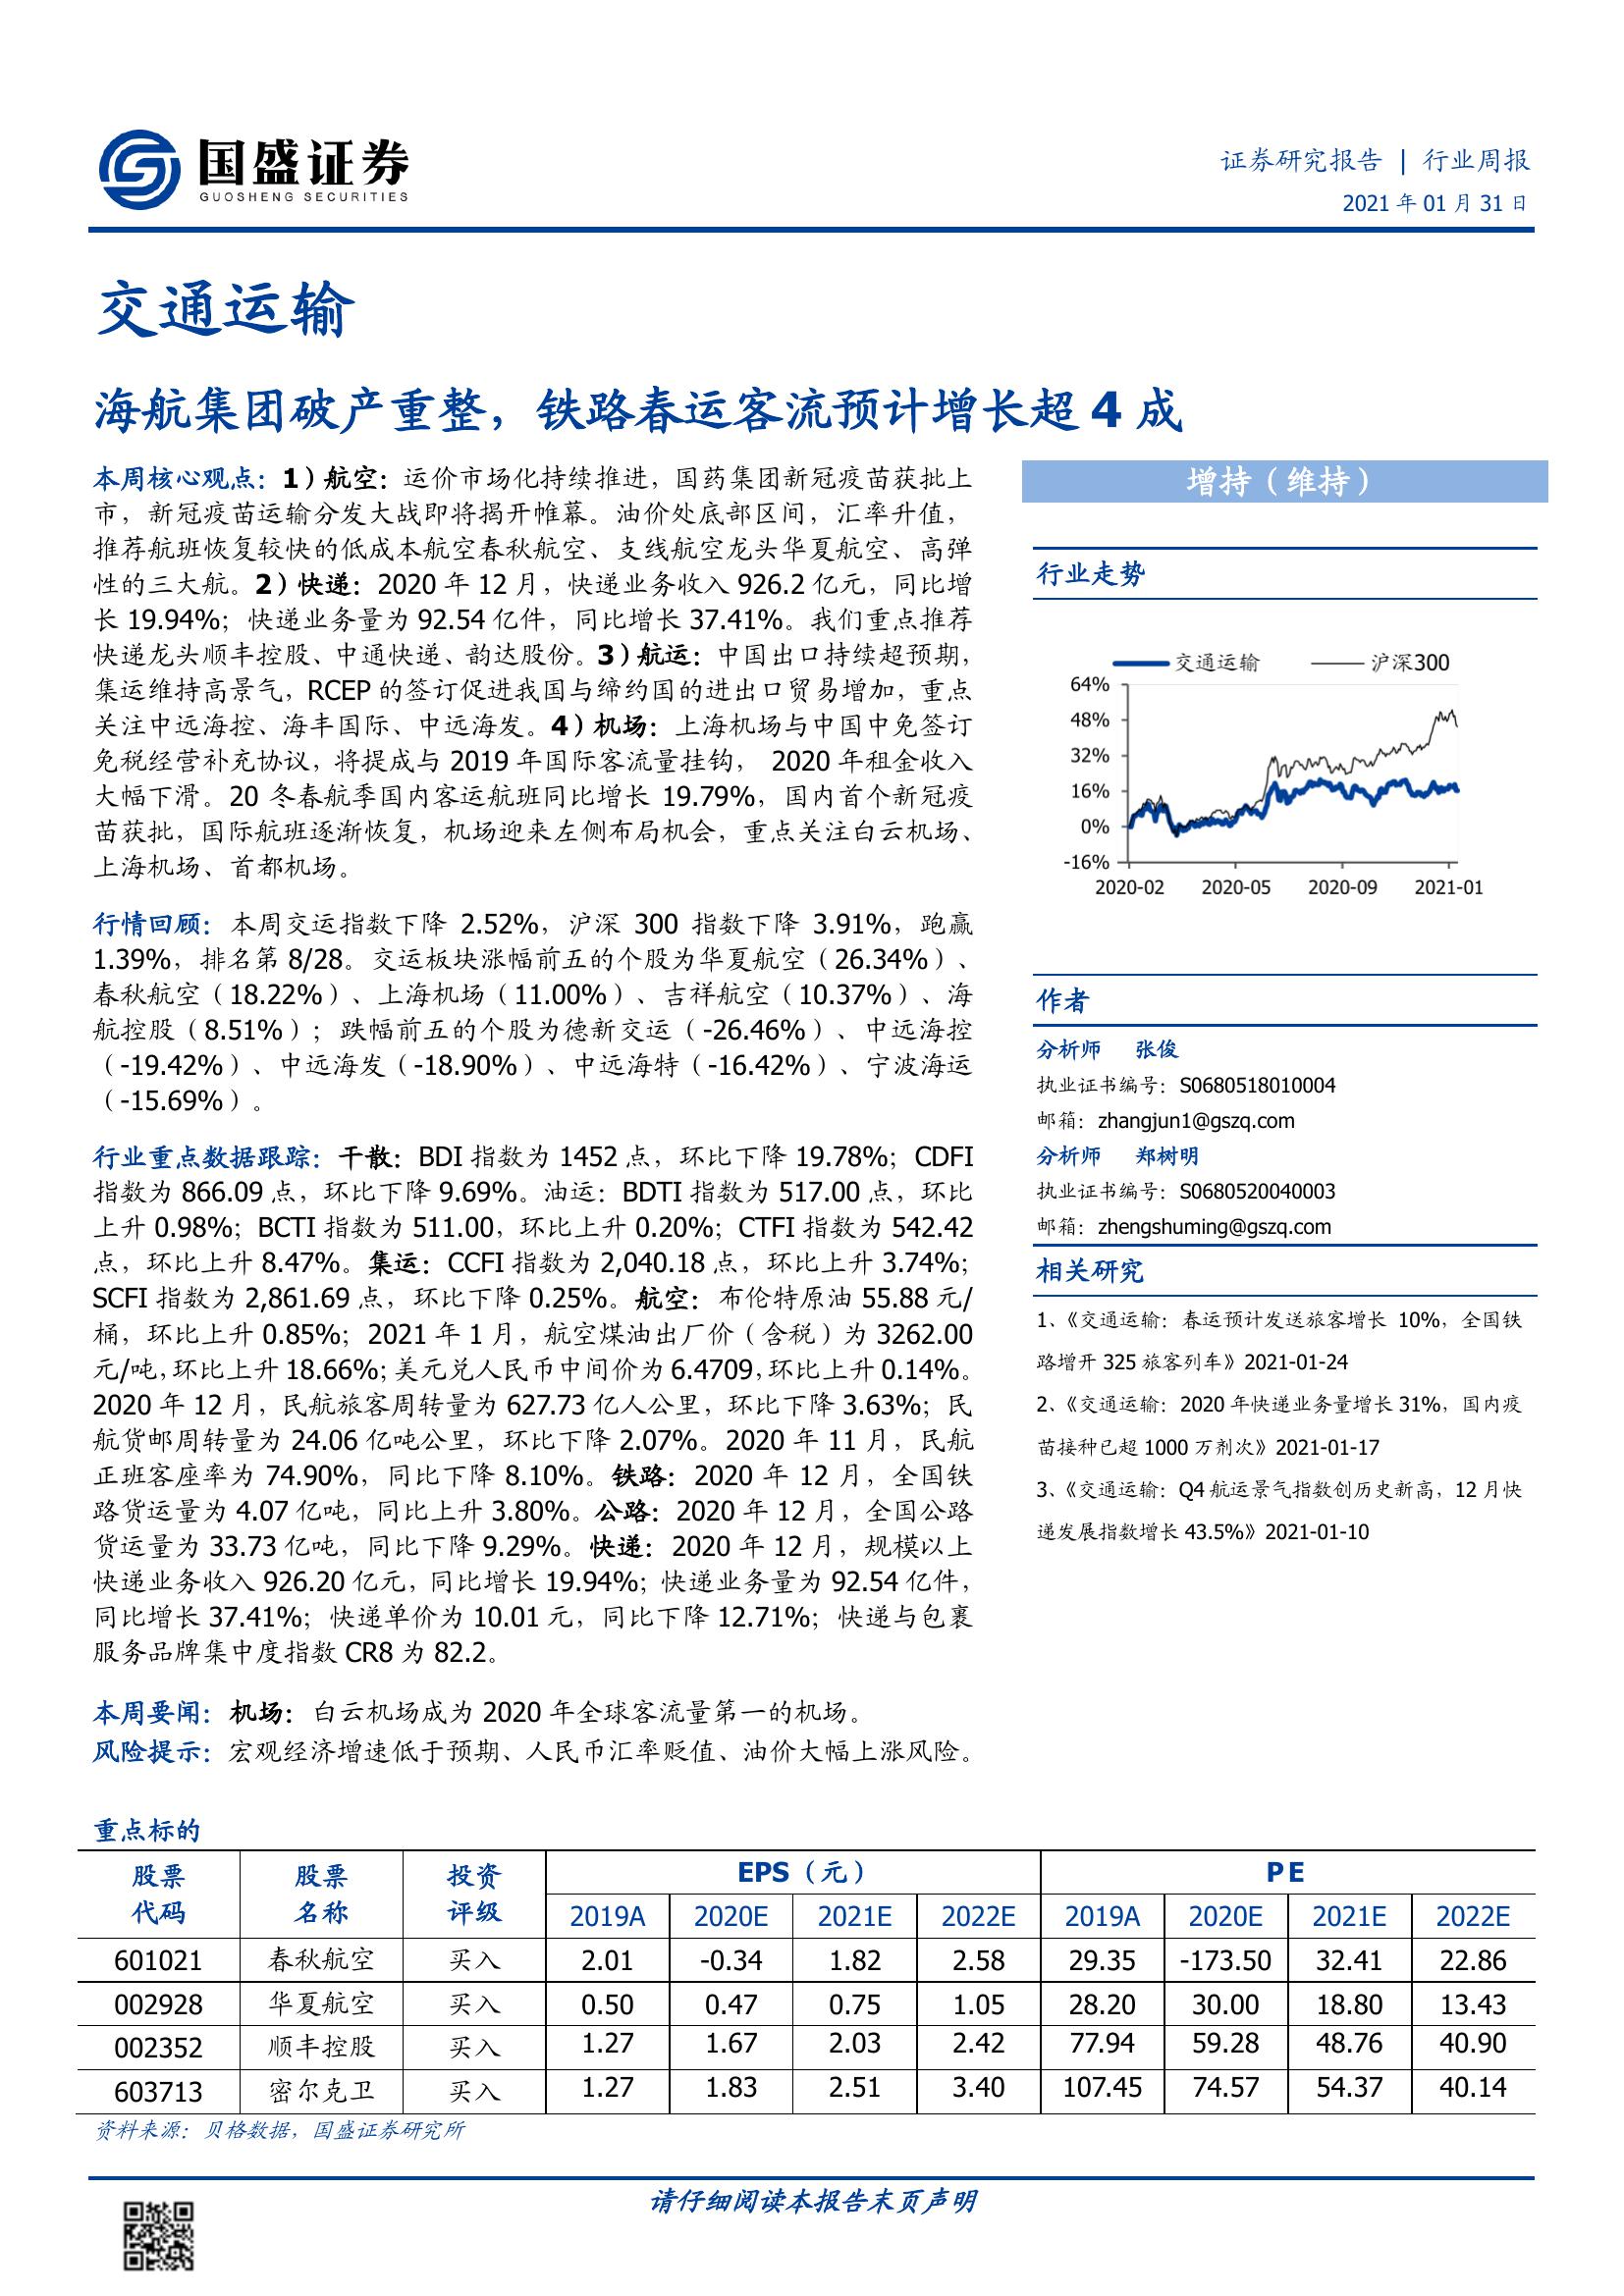 国盛证券
GUOSHENG SECURITIES
证券研究报告 | 行业周报
2021 年 01 月 31 日
交通运输
海航集团破产重整，铁路春运客流预计增长超 4 成
本周核心观点：1）航空：运价市场化持续推进，国药集团新冠疫苗获批上
市，新冠疫苗运输分发大战即将揭开帷幕。油价处底部区间，汇率升值，
推荐航班恢复较快的低成本航空春秋航空、支线航空龙头华夏航空、高弹
性的三大航。2）快递：2020 年 12 月，快递业务收入 926.2 亿元，同比增
长 19.94%；快递业务量为 92.54 亿件，同比增长 37.41%。我们重点推荐
快递龙头顺丰控股、中通快递、韵达股份。3）航运：中国出口持续超预期，
集运维持高景气，RCEP 的签订促进我国与缔约国的进出口贸易增加，重点
关注中远海控、海丰国际、中远海发。4）机场：上海机场与中国中免签订
免税经营补充协议，将提成与 2019 年国际客流量挂钩， 2020 年租金收入
大幅下滑。20 冬春航季国内客运航班同比增长 19.79%，国内首个新冠疫
苗获批，国际航班逐渐恢复，机场迎来左侧布局机会，重点关注白云机场、
上海机场、首都机场。
行情回顾：本周交运指数下降 2.52%，沪深 300 指数下降 3.91%，跑赢
1.39%，排名第 8/28。交运板块涨幅前五的个股为华夏航空（26.34%）、
春秋航空（18.22%）、上海机场（11.00%）、吉祥航空（10.37%）、海
航控股（8.51%）；跌幅前五的个股为德新交运（-26.46%）、中远海控
（-19.42%）、中远海发（-18.90%）、中远海特（-16.42%）、宁波海运
（-15.69%）。
行业重点数据跟踪：干散：BDI 指数为 1452 点，环比下降 19.78%；CDFI
指数为 866.09 点，环比下降 9.69%。油运：BDTI 指数为 517.00 点，环比
上升 0.98%；BCTI 指数为 511.00，环比上升 0.20%；CTFI 指数为 542.42
点，环比上升 8.47%。集运：CCFI 指数为 2,040.18 点，环比上升 3.74%；
SCFI 指数为 2,861.69 点，环比下降 0.25%。航空：布伦特原油 55.88 元/
桶，环比上升 0.85%；2021 年 1 月，航空煤油出厂价（含税）为 3262.00
元/吨，环比上升 18.66%；美元兑人民币中间价为 6.4709，环比上升 0.14%。
2020 年 12 月，民航旅客周转量为 627.73 亿人公里，环比下降 3.63%；民
航货邮周转量为 24.06 亿吨公里，环比下降 2.07%。2020 年 11 月，民航
正班客座率为 74.90%，同比下降 8.10%。铁路：2020 年 12 月，全国铁
路货运量为 4.07 亿吨，同比上升 3.80%。公路：2020 年 12 月，全国公路
货运量为 33.73 亿吨，同比下降 9.29%。快递：2020 年 12 月，规模以上
快递业务收入 926.20 亿元，同比增长 19.94%；快递业务量为 92.54 亿件，
同比增长 37.41%；快递单价为 10.01 元，同比下降 12.71%；快递与包裹
服务品牌集中度指数 CR8 为 82.2。
本周要闻：机场：白云机场成为 2020 年全球客流量第一的机场。
风险提示：宏观经济增速低于预期、人民币汇率贬值、油价大幅上涨风险。
增持（维持）
行业走势
交通运输 沪深300
64%
48%
32%
16%
0%
-16%
2020-02 2020-05 2020-09 2021-01
作者
分析师 张俊
执业证书编号：S0680518010004
邮箱：zhangjun1@gszq.com
分析师 郑树明
执业证书编号：S0680520040003
邮箱：zhengshuming@gszq.com
相关研究
1、《交通运输：春运预计发送旅客增长 10%，全国铁
路增开 325 旅客列车》2021-01-24
2、《交通运输：2020 年快递业务量增长 31%，国内疫
苗接种已超 1000 万剂次》2021-01-17
3、《交通运输：Q4 航运景气指数创历史新高，12 月快
递发展指数增长 43.5%》2021-01-10
重点标的
股票 股票 投资 EPS（元） PE
代码 名称 评级 2019A 2020E 2021E 2022E 2019A 2020E 2021E 2022E
601021 春秋航空 买入 2.01 -0.34 1.82 2.58 29.35 -173.50 32.41 22.86
002928 华夏航空 买入 0.50 0.47 0.75 1.05 28.20 30.00 18.80 13.43
002352 顺丰控股 买入 1.27 1.67 2.03 2.42 77.94 59.28 48.76 40.90
603713 密尔克卫 买入 1.27 1.83 2.51 3.40 107.45 74.57 54.37 40.14
资料来源：贝格数据，国盛证券研究所
请仔细阅读本报告末页声明